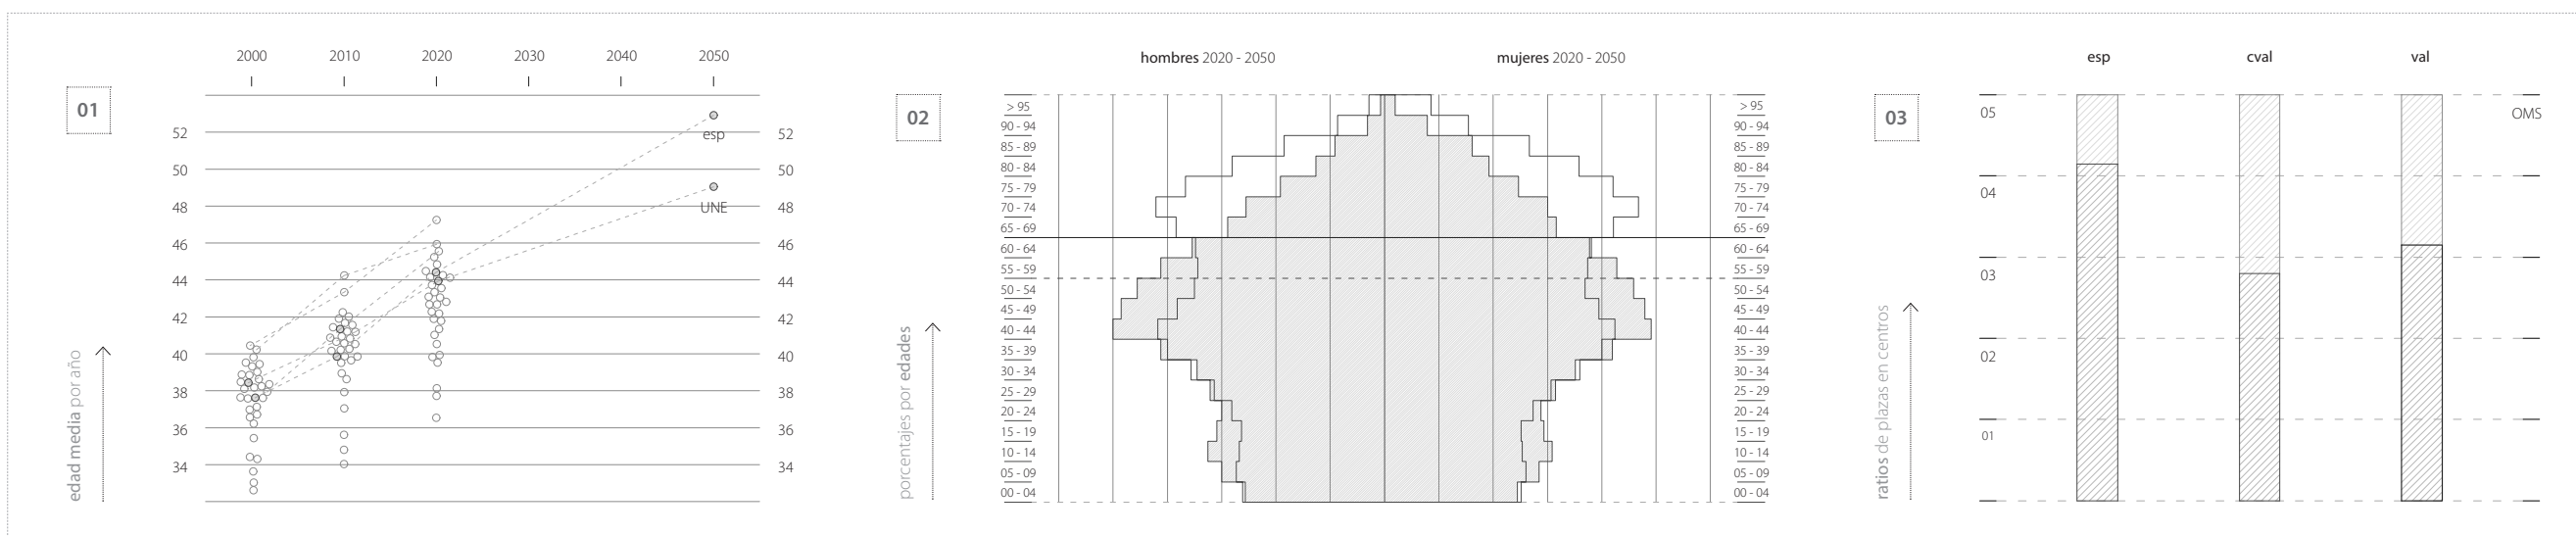 01
2000 2010 2020 2030 2040 2050
52 52
50 50
48 48
46 46
44 44
42 42
40 40
38 38
36 36
34 34
esp
UNE
edad media por año
02
hombres 2020 - 2050 mujeres 2020 - 2050
> 95 > 95
90 - 94 90 - 94
85 - 89 85 - 89
80 - 84 80 - 84
75 - 79 75 - 79
70 - 74 70 - 74
65 - 69 65 - 69
60 - 64 60 - 64
55 - 59 55 - 59
50 - 54 50 - 54
45 - 49 45 - 49
40 - 44 40 - 44
35 - 39 35 - 39
30 - 34 30 - 34
25 - 29 25 - 29
20 - 24 20 - 24
15 - 19 15 - 19
10 - 14 10 - 14
05 - 09 05 - 09
00 - 04 00 - 04
porcentajes por edades
03
esp cval val
05 OMS
04
03
02
01
ratios de plazas en centros